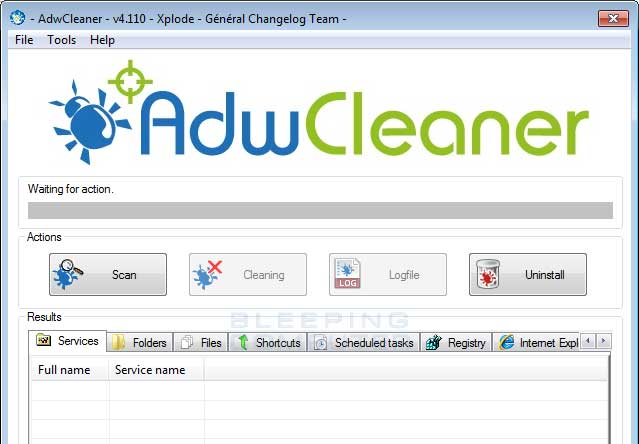 - AdwCleaner - v4.110 - Xplode - Général Changelog Team -
File Tools Help
AdwCleaner
Waiting for action.
Actions
Scan Cleaning LOG Logfile Uninstall
Results
BLEEPING
Services Folders Files Shortcuts Scheduled tasks Registry Internet Expl
Full name Service name